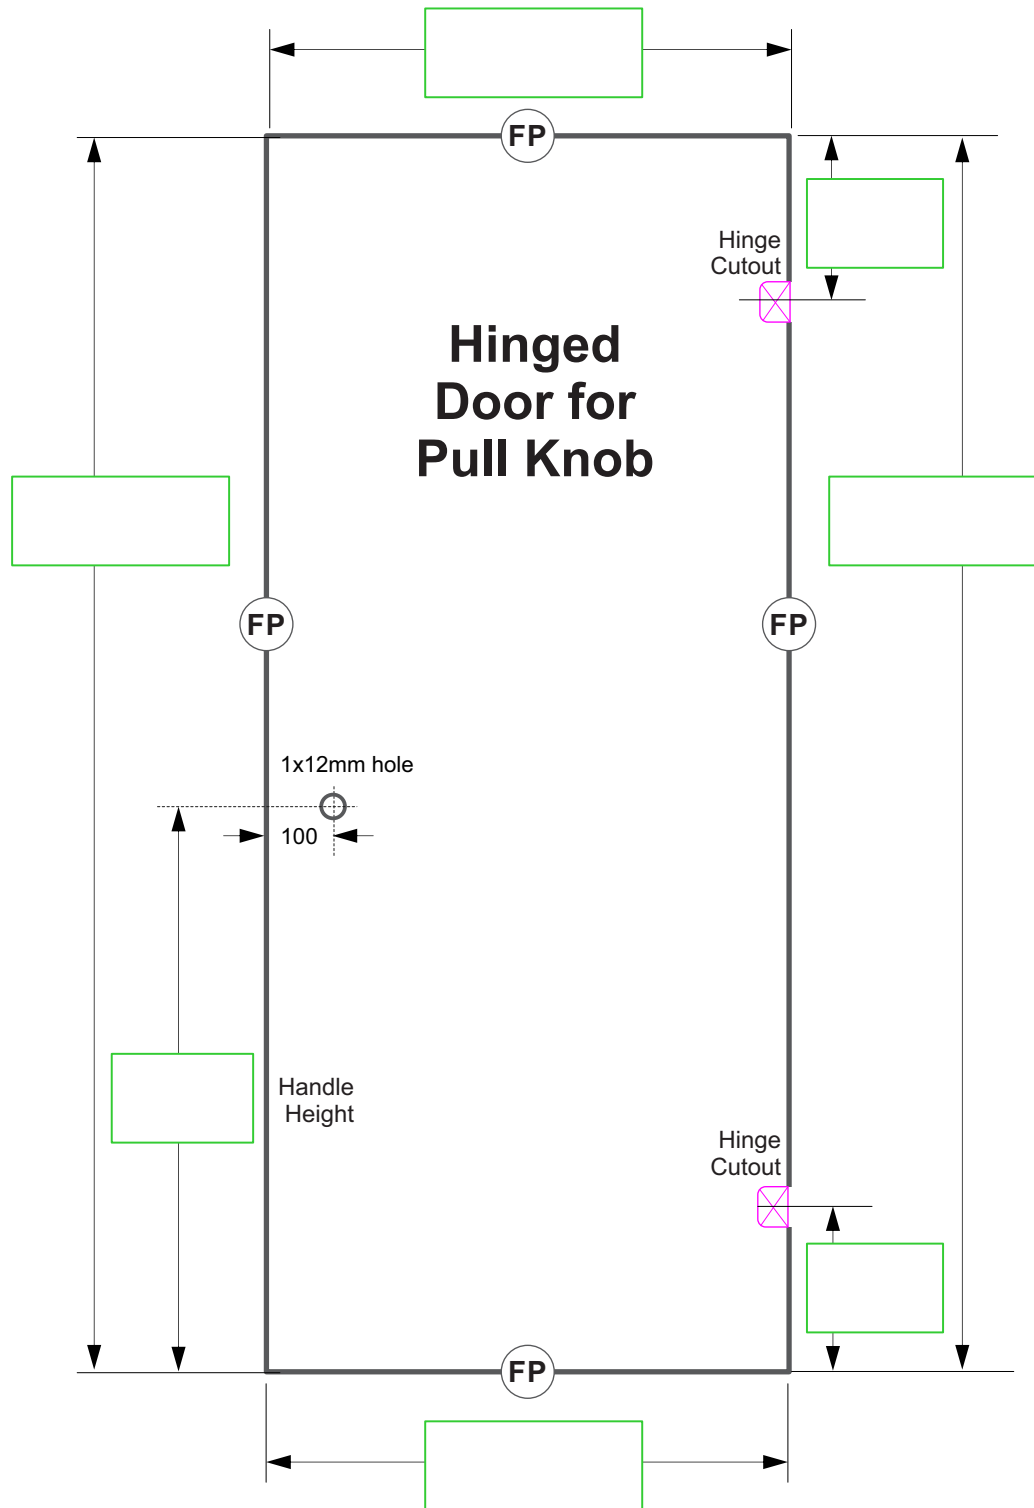 FP
Hinge
Cutout
Hinged
Door for
Pull Knob
FP
FP
1x12mm hole
100
Handle
Height
Hinge
Cutout
FP